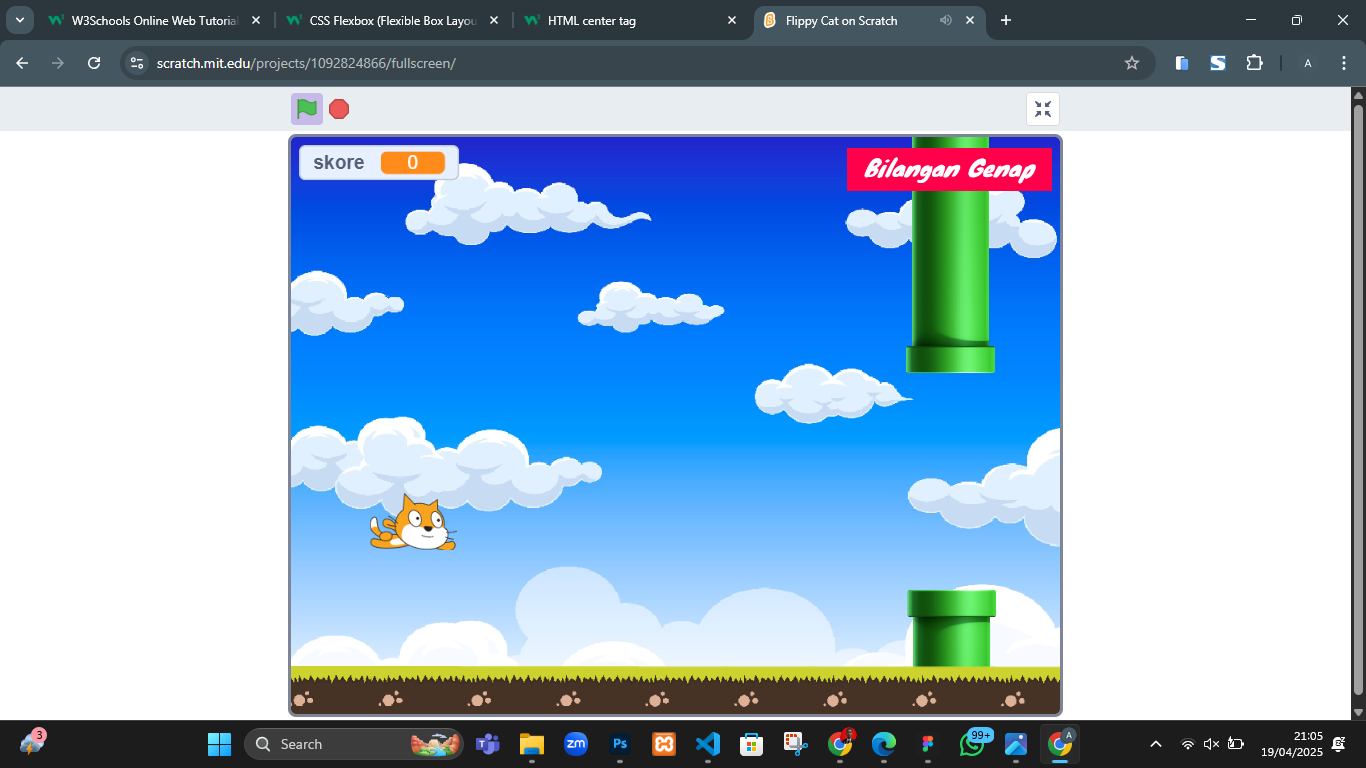 W3Schools Online Web Tutorial
CSS Flexbox (Flexible Box Layou
HTML center tag
Flippy Cat on Scratch
scratch.mit.edu/projects/1092824866/fullscreen/
A
skore 0
Bilangan Genap
3
Search
zm
Ps
99+
A
21:05
19/04/2025